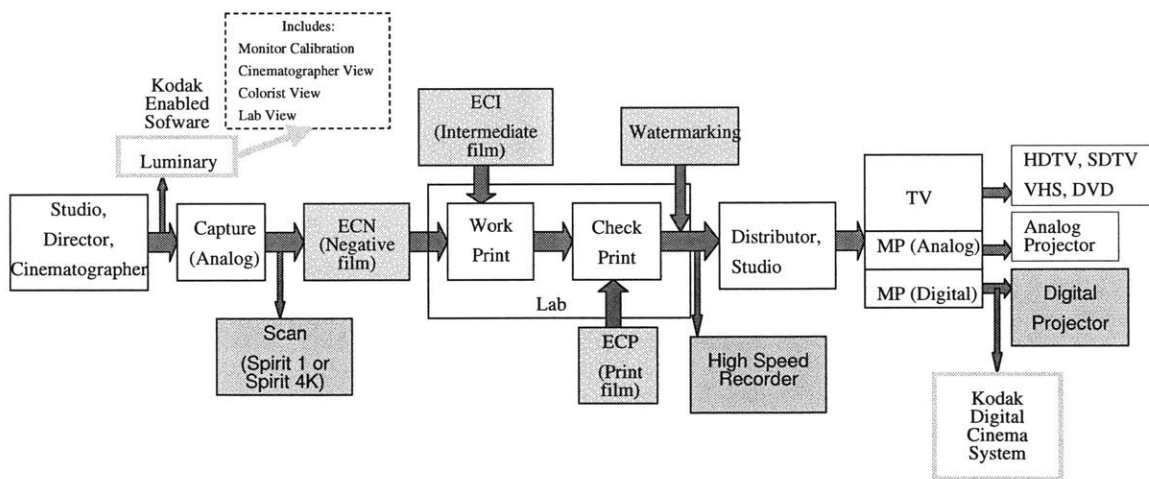 Includes:
Monitor Calibration
Cinematographer View
Colorist View
Lab View
Kodak
Enabled
Sofware
Luminary
ECI
(Intermediate
film)
Watermarking
Studio,
Director,
Cinematographer
Capture
(Analog)
ECN
(Negative
film)
Work
Print
Check
Print
Lab
Distributor,
Studio
TV
MP (Analog)
MP (Digital)
HDTV, SDTV
VHS, DVD
Analog
Projector
Digital
Projector
Scan
(Spirit 1 or
Spirit 4K)
ECP
(Print
film)
High Speed
Recorder
Kodak
Digital
Cinema
System